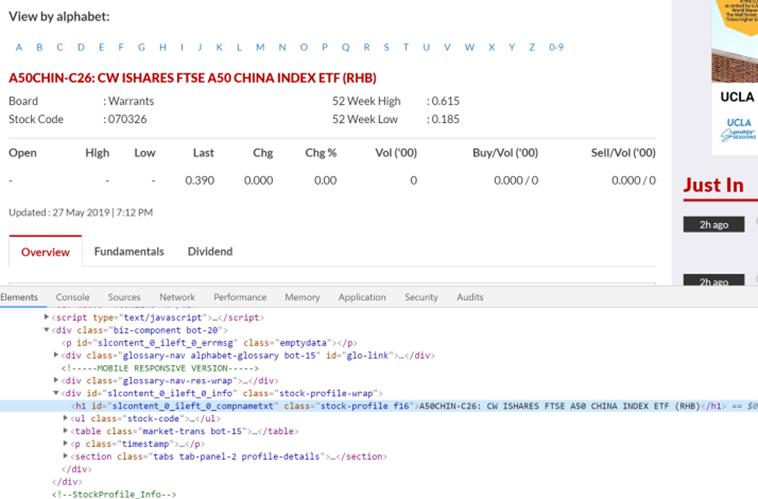 View by alphabet:
A B C D E F G H I J K L M N O P Q R S T U V W X Y Z 0-9
A50CHIN-C26: CW ISHARES FTSE A50 CHINA INDEX ETF (RHB)
Board : Warrants 52 Week High : 0.615
Stock Code : 070326 52 Week Low : 0.185
Open High Low Last Chg Chg % Vol ('00) Buy/Vol ('00) Sell/Vol ('00)
- - - 0.390 0.000 0.00 0 0.000 / 0 0.000 / 0
Updated : 27 May 2019 | 7:12 PM
Overview Fundamentals Dividend
UCLA
UCLA
Summer
SESSIONS
Just In
2h ago
2h ago
Elements Console Sources Network Performance Memory Application Security Audits
<script type="text/javascript">…</script>
<div class="biz-component bot-20">
<p id="slcontent_0_ileft_0_errmsg" class="emptydata"></p>
<div class="glossary-nav alphabet-glossary bot-15" id="glo-link">…</div>
<!-----MOBILE RESPONSIVE VERSION----->
<div class="glossary-nav-res-wrap">…</div>
<div id="slcontent_0_ileft_0_info" class="stock-profile-wrap">
<h1 id="slcontent_0_ileft_0_compnametxt" class="stock-profile f16">A50CHIN-C26: CW ISHARES FTSE A50 CHINA INDEX ETF (RHB)</h1> == $0
<ul class="stock-code">…</ul>
<table class="market-trans bot-15">…</table>
<p class="timestamp">…</p>
<section class="tabs tab-panel-2 profile-details">…</section>
</div>
</div>
<!--StockProfile_Info-->